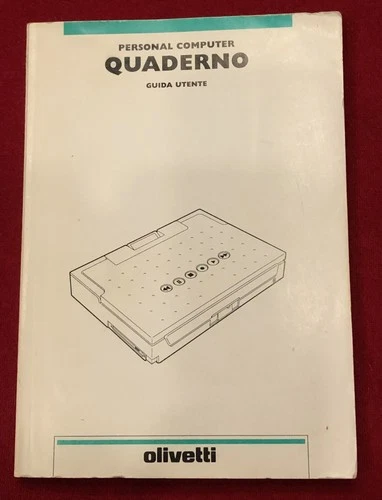 PERSONAL COMPUTER
QUADERNO
GUIDA UTENTE
olivetti